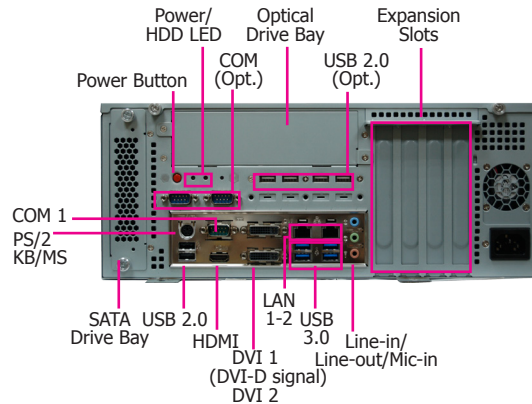 Power/
HDD LED
Optical
Drive Bay
Expansion
Slots
COM
(Opt.)
USB 2.0
(Opt.)
Power Button
COM 1
PS/2
KB/MS
SATA
Drive Bay
USB 2.0
HDMI
DVI 1
(DVI-D signal)
DVI 2
LAN
1-2
USB
3.0
Line-in/
Line-out/Mic-in